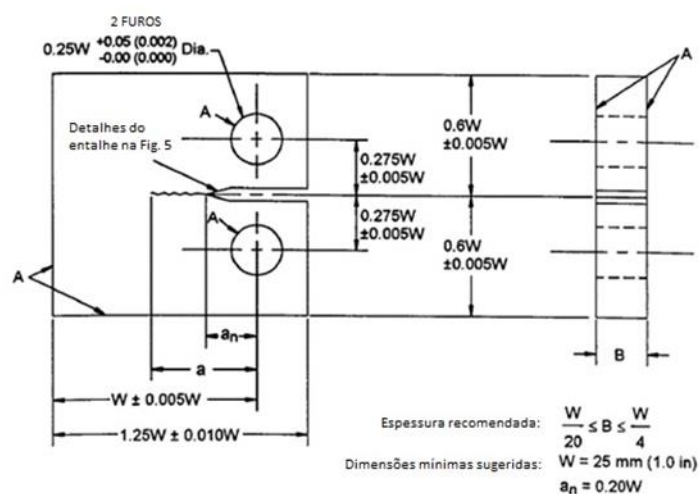 2 FUROS
0.25W +0.05 (0.002) -0.00 (0.000) Dia.
A
A
Detalhes do
entalhe na Fig. 5
0.6W
±0.005W
0.275W
±0.005W
A
0.275W
±0.005W
0.6W
±0.005W
A
aₙ
a
B
W ± 0.005W
1.25W ± 0.010W
Espessura recomendada: W/20 ≤ B ≤ W/4
Dimensões mínimas sugeridas: W = 25 mm (1.0 in)
aₙ = 0.20W